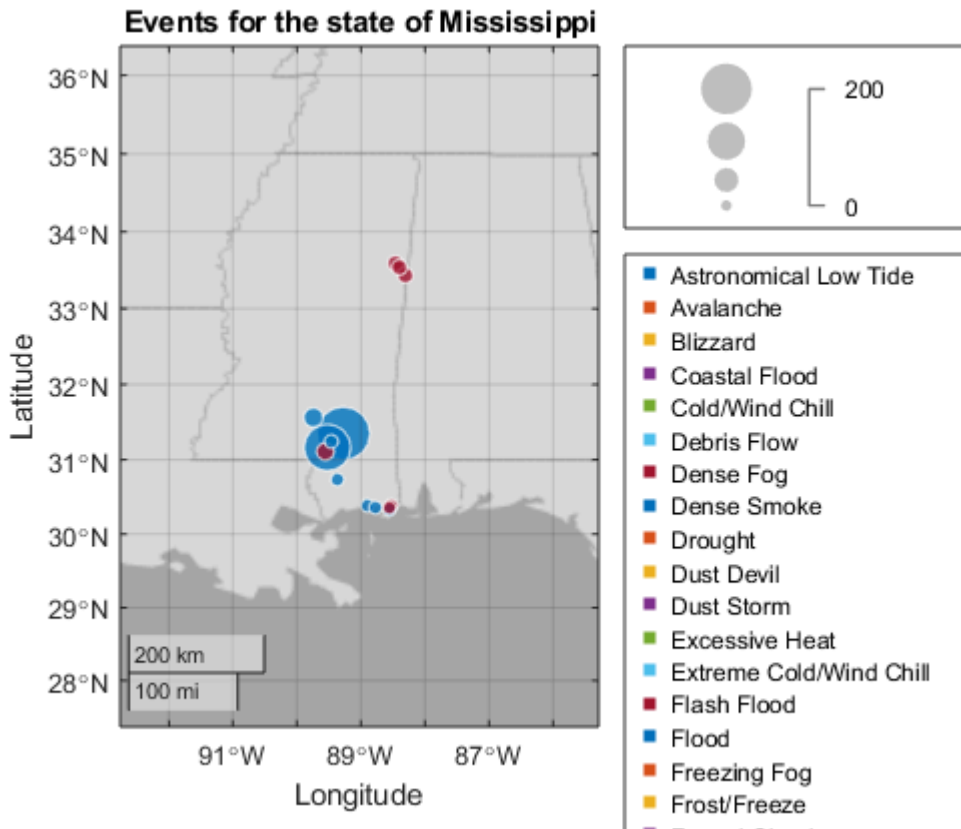 Events for the state of Mississippi
36°N
35°N
34°N
33°N
32°N
31°N
30°N
29°N
28°N
Latitude
200 km
100 mi
91°W
89°W
87°W
Longitude
200
0
Astronomical Low Tide
Avalanche
Blizzard
Coastal Flood
Cold/Wind Chill
Debris Flow
Dense Fog
Dense Smoke
Drought
Dust Devil
Dust Storm
Excessive Heat
Extreme Cold/Wind Chill
Flash Flood
Flood
Freezing Fog
Frost/Freeze